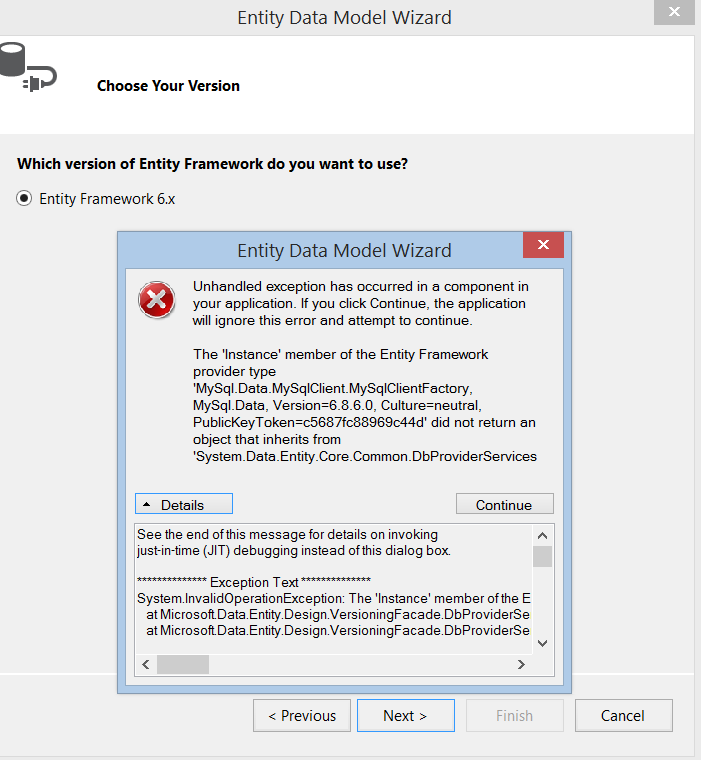 Entity Data Model Wizard
Choose Your Version
Which version of Entity Framework do you want to use?
Entity Framework 6.x
Entity Data Model Wizard
Unhandled exception has occurred in a component in
your application. If you click Continue, the application
will ignore this error and attempt to continue.
The 'Instance' member of the Entity Framework
provider type
'MySql.Data.MySqlClient.MySqlClientFactory,
MySql.Data, Version=6.8.6.0, Culture=neutral,
PublicKeyToken=c5687fc88969c44d' did not return an
object that inherits from
'System.Data.Entity.Core.Common.DbProviderServices
Details
Continue
See the end of this message for details on invoking
just-in-time (JIT) debugging instead of this dialog box.
************** Exception Text **************
System.InvalidOperationException: The 'Instance' member of the E
at Microsoft.Data.Entity.Design.VersioningFacade.DbProviderSe
at Microsoft.Data.Entity.Design.VersioningFacade.DbProviderSe
< Previous
Next >
Finish
Cancel